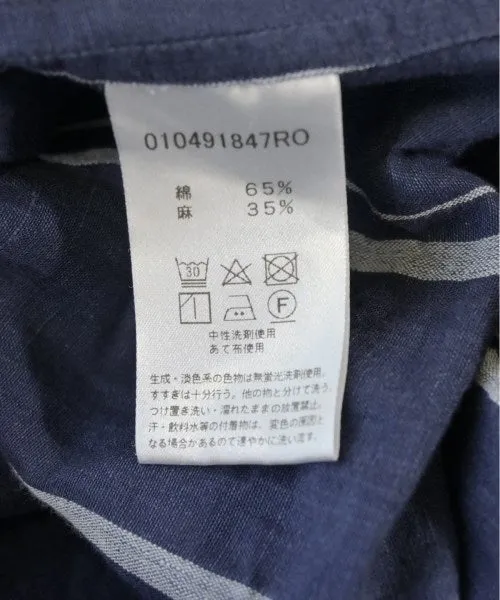 010491847RO
綿 65%
麻 35%
30
F
中性洗剤使用
あて布使用
生成・淡色系の色物は無蛍光洗剤使用。
すすぎは十分行う。他の物と分けて洗う。
つけ置き洗い・濡れたままの放置禁止。
汗・飲料水等の付着物は、変色の原因と
なる場合があるので速やかに洗い流す。